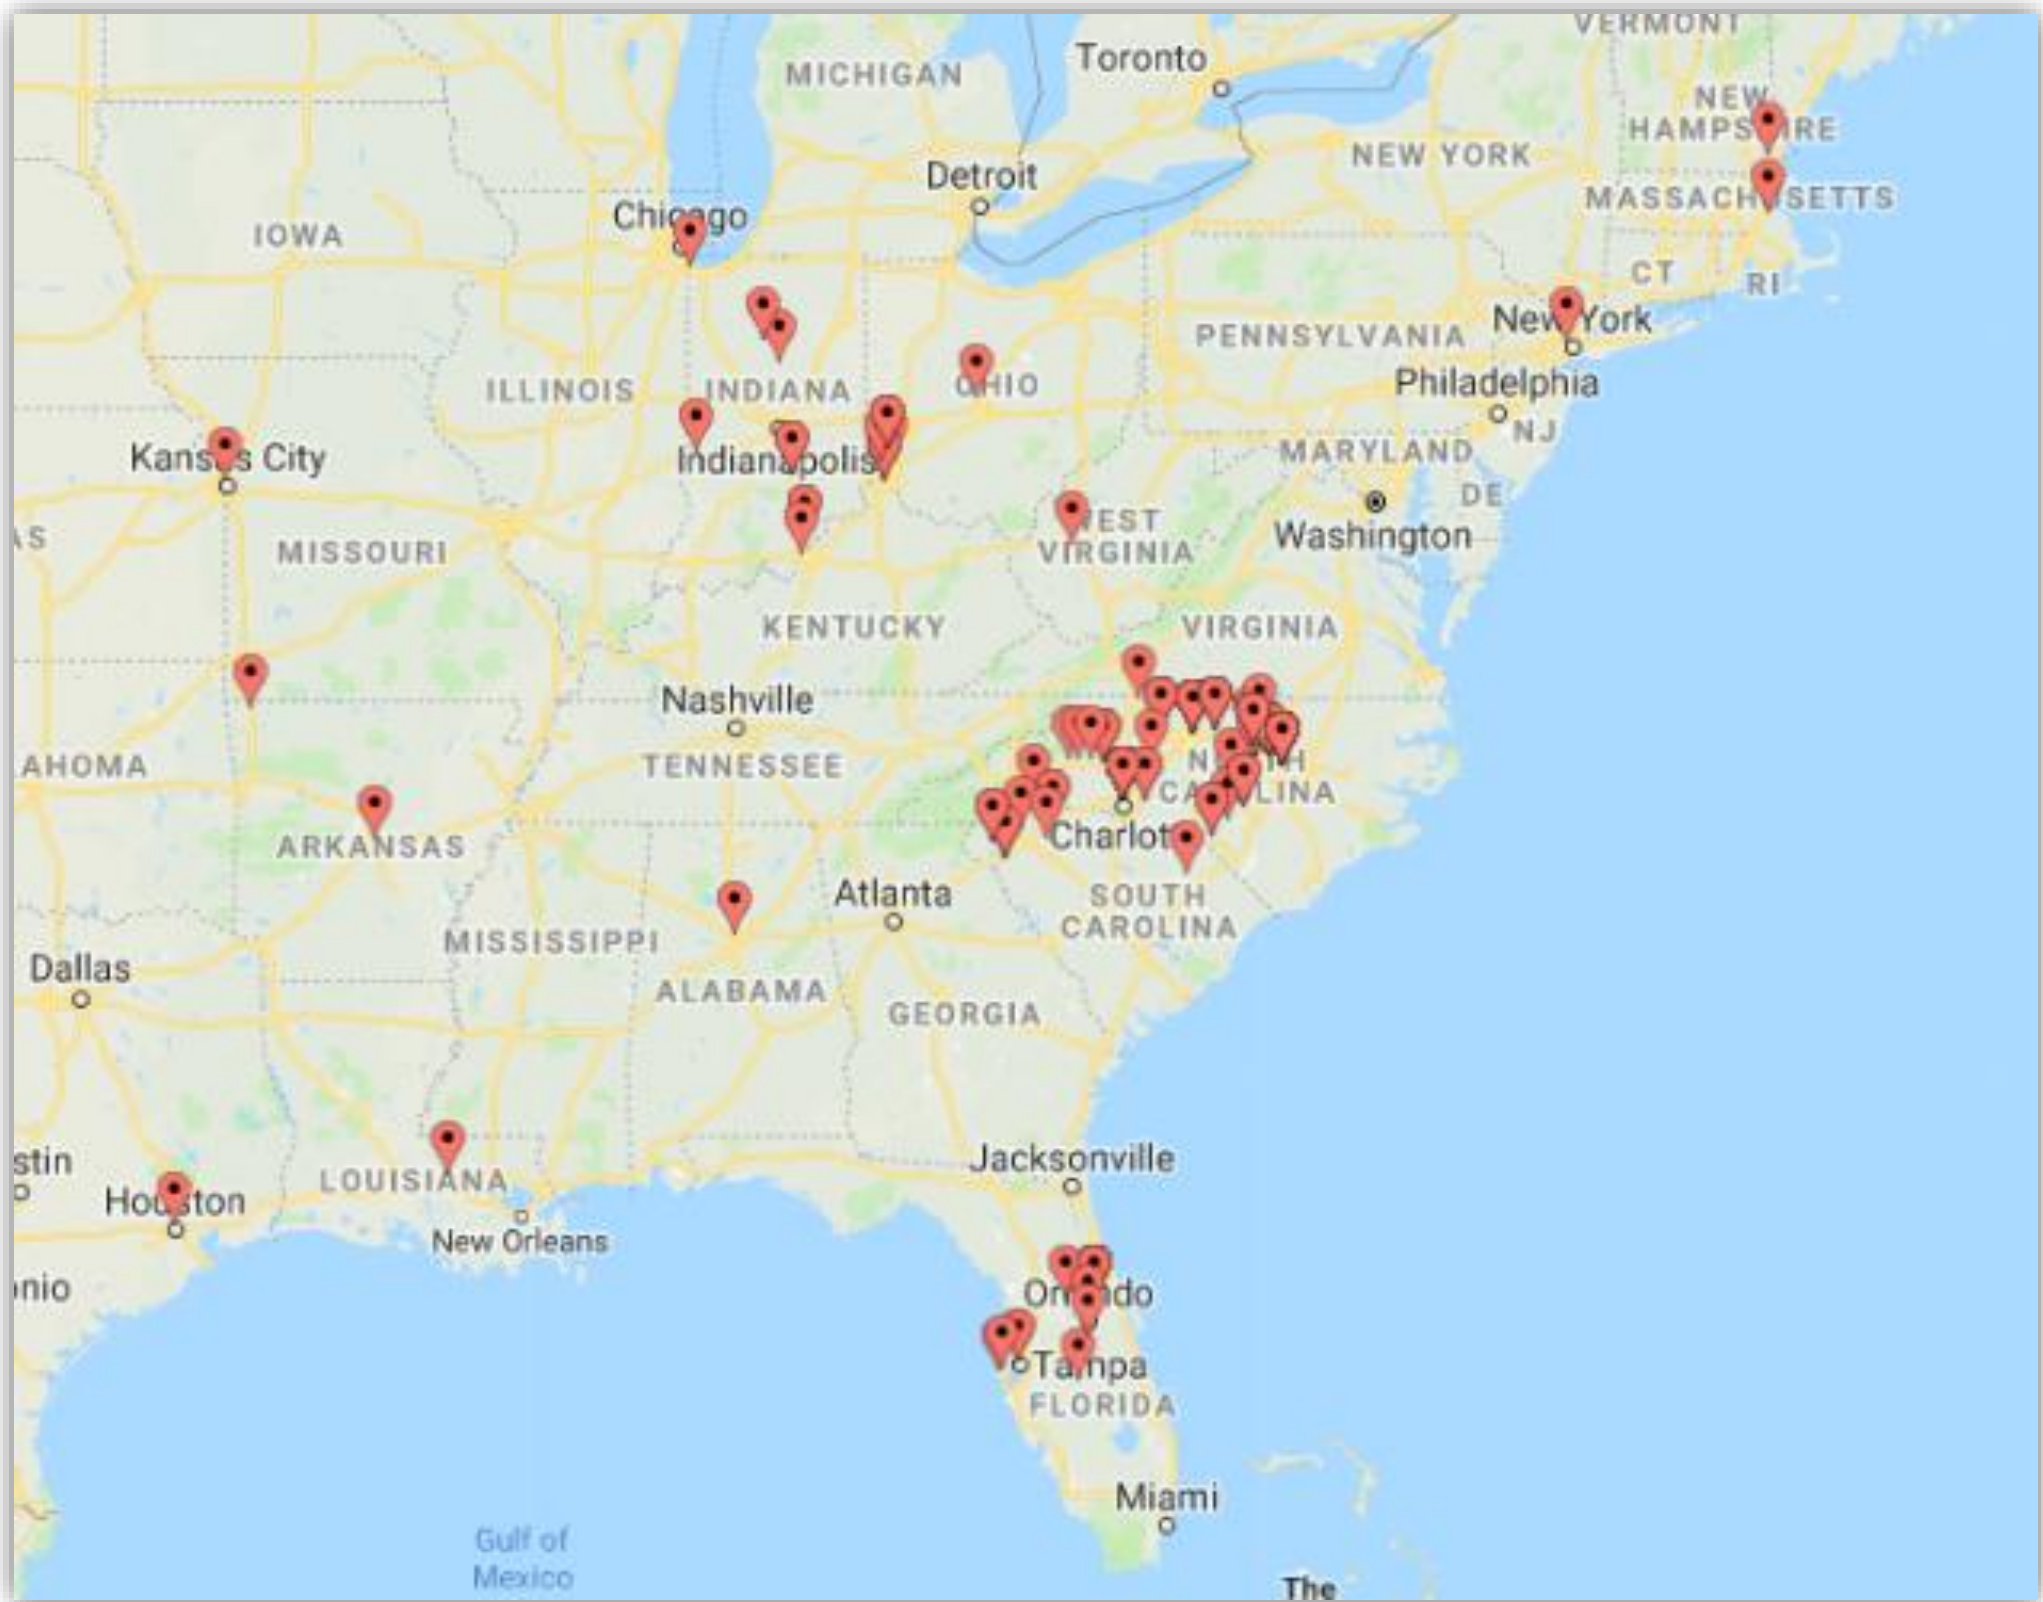 VERMONT
Toronto
MICHIGAN
NEW
HAMPSHIRE
NEW YORK
Detroit
MASSACHUSETTS
Chicago
IOWA
CT
RI
New York
PENNSYLVANIA
ILLINOIS
INDIANA
OHIO
Philadelphia
NJ
Kansas City
Indianapolis
MARYLAND
DE
WEST
VIRGINIA
Washington
AS
MISSOURI
KENTUCKY
VIRGINIA
Nashville
TENNESSEE
AHOMA
NORTH
CAROLINA
Charlot
ARKANSAS
Atlanta
SOUTH
CAROLINA
MISSISSIPPI
Dallas
ALABAMA
GEORGIA
stin
Jacksonville
LOUISIANA
Houston
New Orleans
onio
Orlando
Tampa
FLORIDA
Miami
Gulf of
Mexico
The